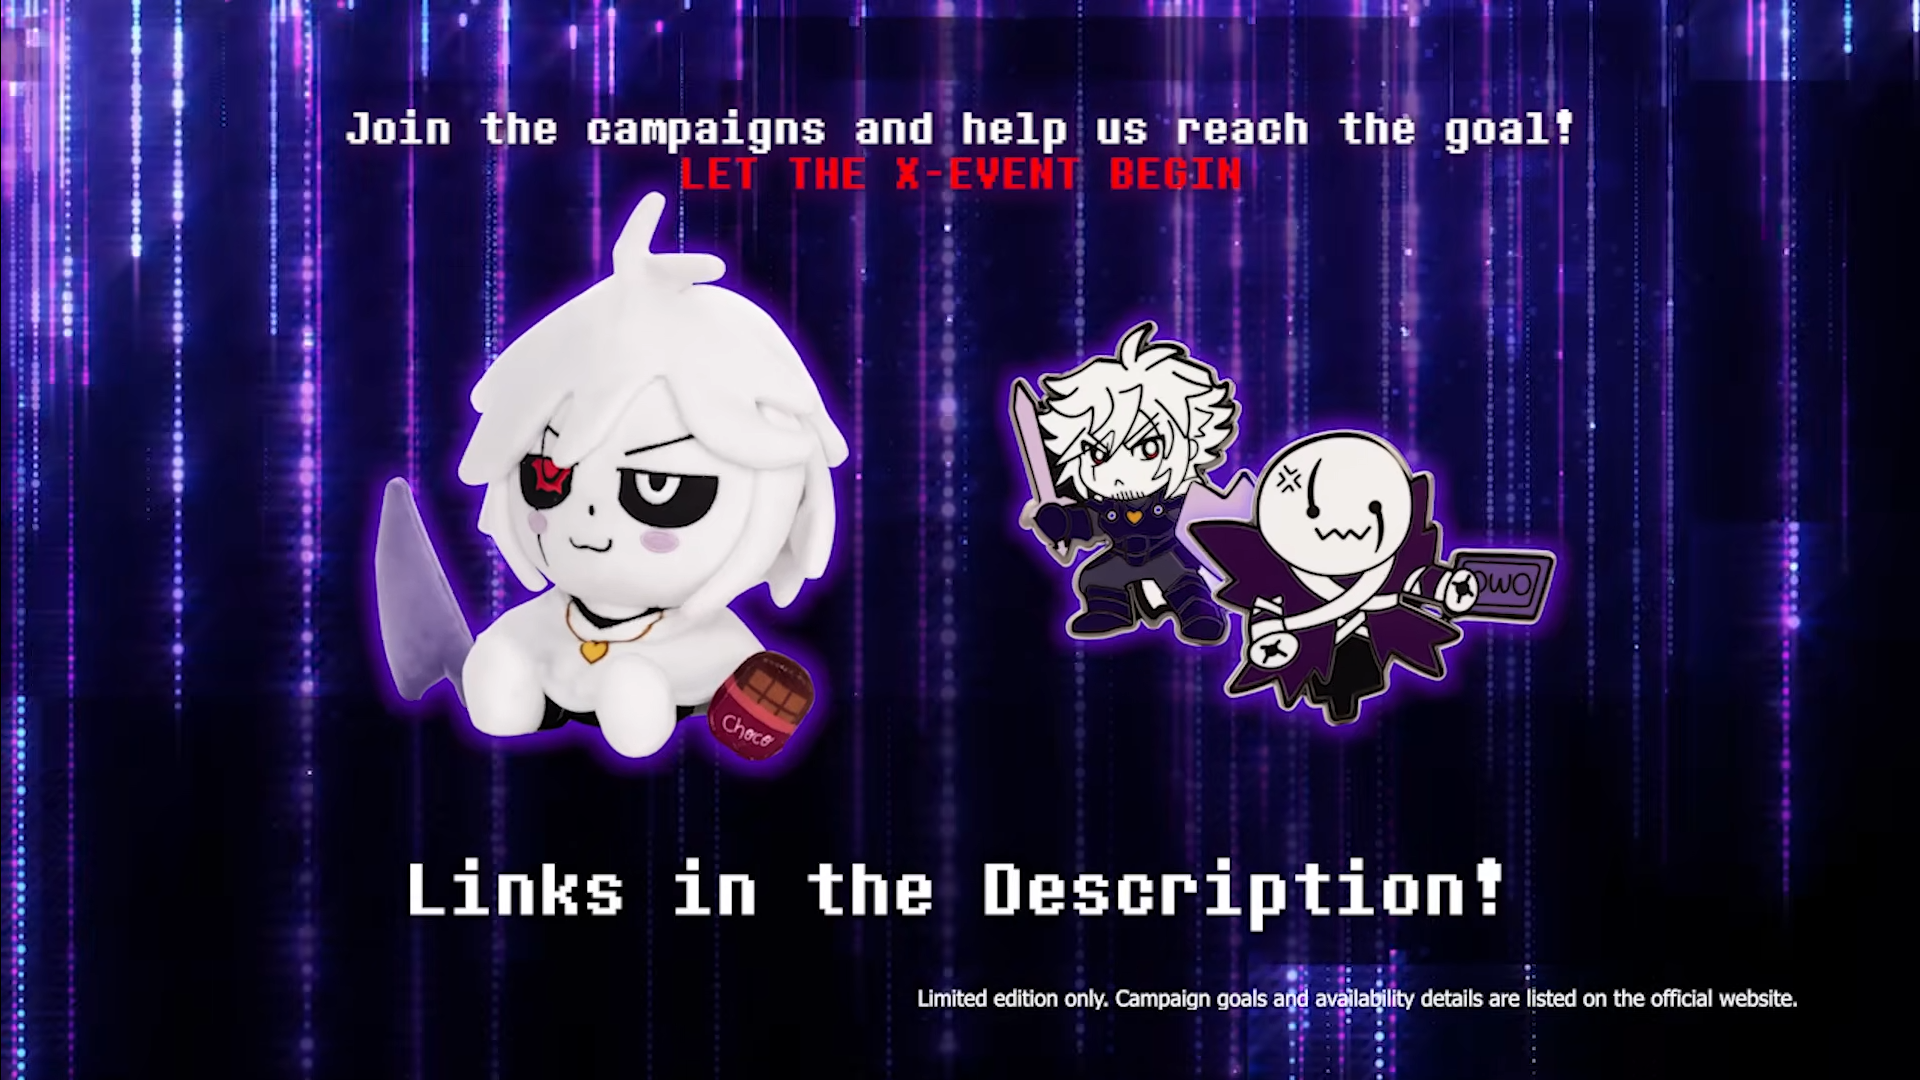 Join the campaigns and help us reach the goal!
LET THE X-EVENT BEGIN
OWO
Choco
Links in the Description!
Limited edition only. Campaign goals and availability details are listed on the official website.